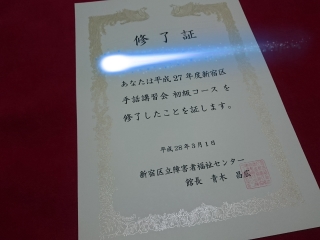 修了証
あなたは平成27年度新宿区
手話講習会 初級コース を
修了したことを証します。
平成28年3月1日
新宿区立障害者福祉センター
館長 青木 昌広